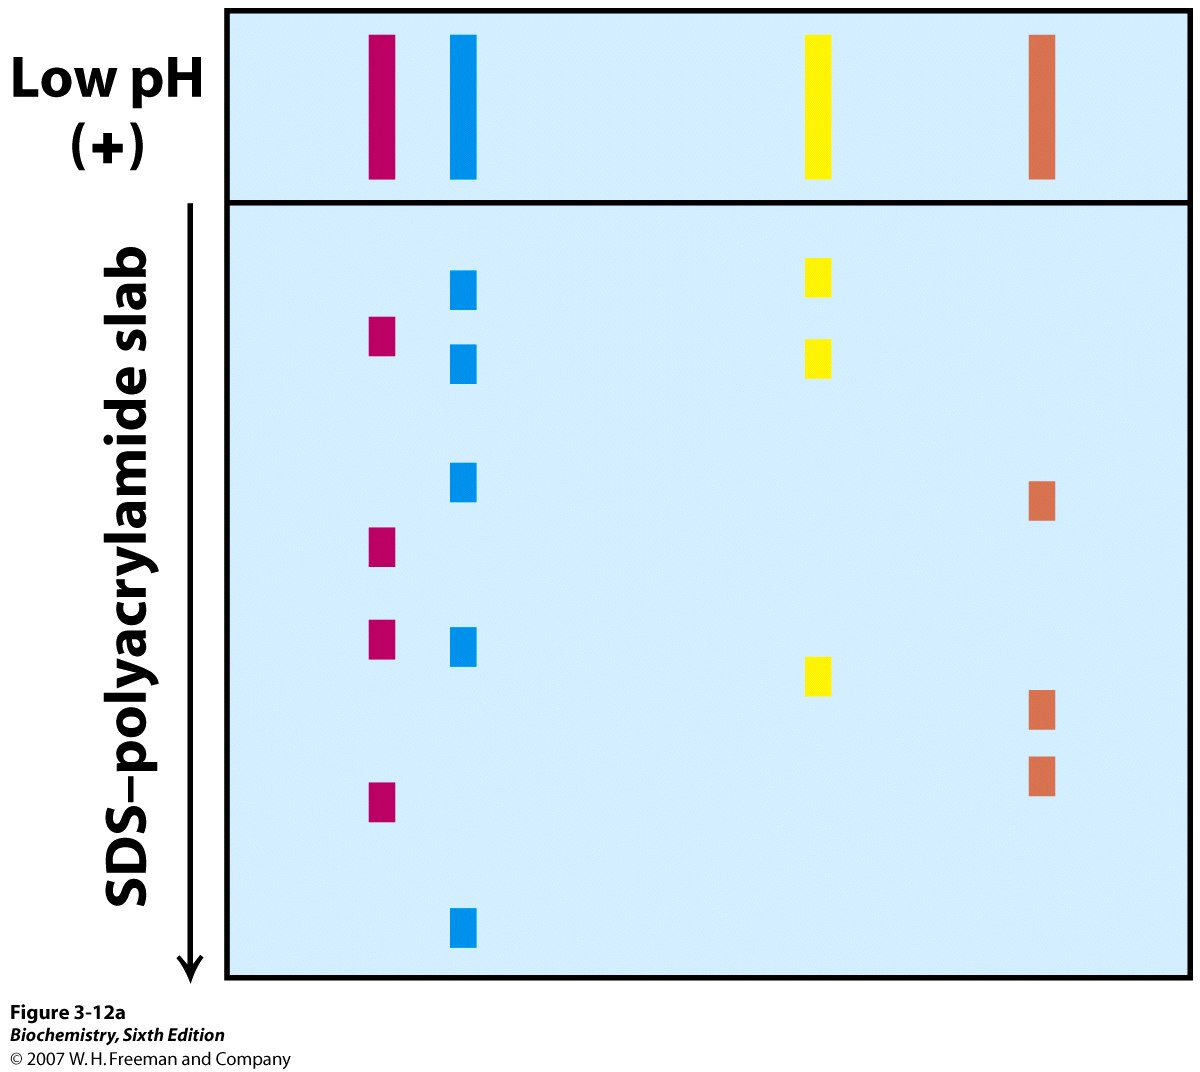 Low pH
(+)
SDS–polyacrylamide slab
Figure 3-12a
Biochemistry, Sixth Edition
© 2007 W. H. Freeman and Company